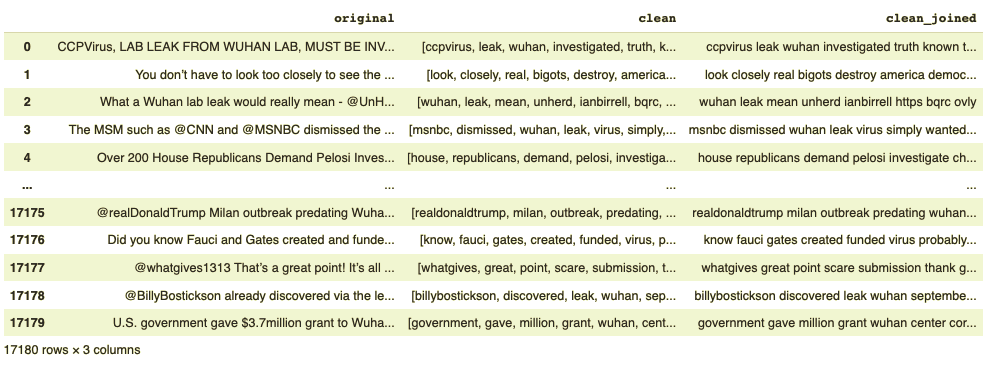 original clean clean_joined
0 CCPVirus, LAB LEAK FROM WUHAN LAB, MUST BE INV... [ccpvirus, leak, wuhan, investigated, truth, k... ccpvirus leak wuhan investigated truth known t...
1 You don’t have to look too closely to see the ... [look, closely, real, bigots, destroy, america... look closely real bigots destroy america democ...
2 What a Wuhan lab leak would really mean - @UnH... [wuhan, leak, mean, unherd, ianbirrell, bqrc, ... wuhan leak mean unherd ianbirrell https bqrc ovly
3 The MSM such as @CNN and @MSNBC dismissed the ... [msnbc, dismissed, wuhan, leak, virus, simply,... msnbc dismissed wuhan leak virus simply wanted...
4 Over 200 House Republicans Demand Pelosi Inves... [house, republicans, demand, pelosi, investiga... house republicans demand pelosi investigate ch...
... ... ... ...
17175 @realDonaldTrump Milan outbreak predating Wuha... [realdonaldtrump, milan, outbreak, predating, ... realdonaldtrump milan outbreak predating wuhan...
17176 Did you know Fauci and Gates created and funde... [know, fauci, gates, created, funded, virus, p... know fauci gates created funded virus probably...
17177 @whatgives1313 That’s a great point! It’s all ... [whatgives, great, point, scare, submission, t... whatgives great point scare submission thank g...
17178 @BillyBostickson already discovered via the le... [billybostickson, discovered, leak, wuhan, sep... billybostickson discovered leak wuhan septembe...
17179 U.S. government gave $3.7million grant to Wuha... [government, gave, million, grant, wuhan, cent... government gave million grant wuhan center cor...
17180 rows × 3 columns